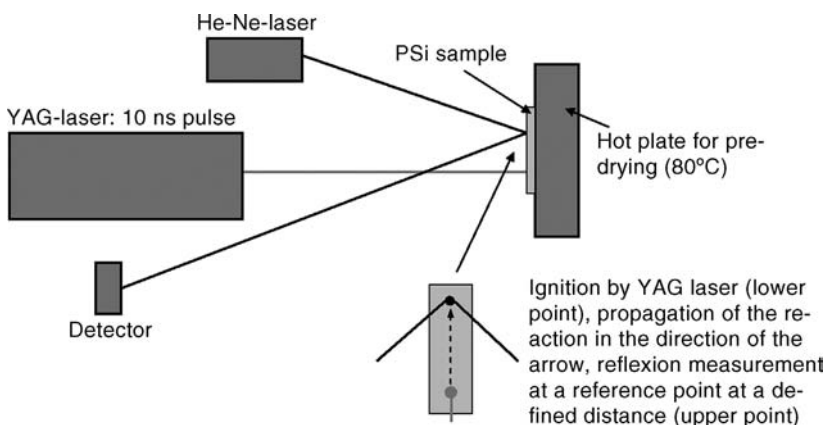 He-Ne-laser
PSi sample
YAG-laser: 10 ns pulse
Hot plate for pre-
drying (80ºC)
Detector
Ignition by YAG laser (lower
point), propagation of the re-
action in the direction of the
arrow, reflexion measurement
at a reference point at a de-
fined distance (upper point)